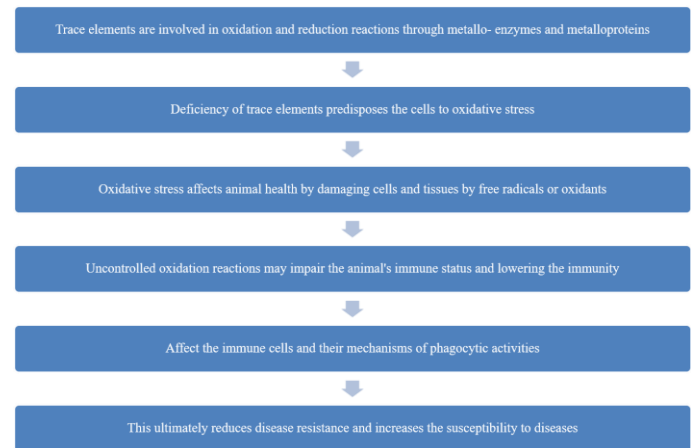 Trace elements are involved in oxidation and reduction reactions through metallo- enzymes and metalloproteins
Deficiency of trace elements predisposes the cells to oxidative stress
Oxidative stress affects animal health by damaging cells and tissues by free radicals or oxidants
Uncontrolled oxidation reactions may impair the animal's immune status and lowering the immunity
Affect the immune cells and their mechanisms of phagocytic activities
This ultimately reduces disease resistance and increases the susceptibility to diseases